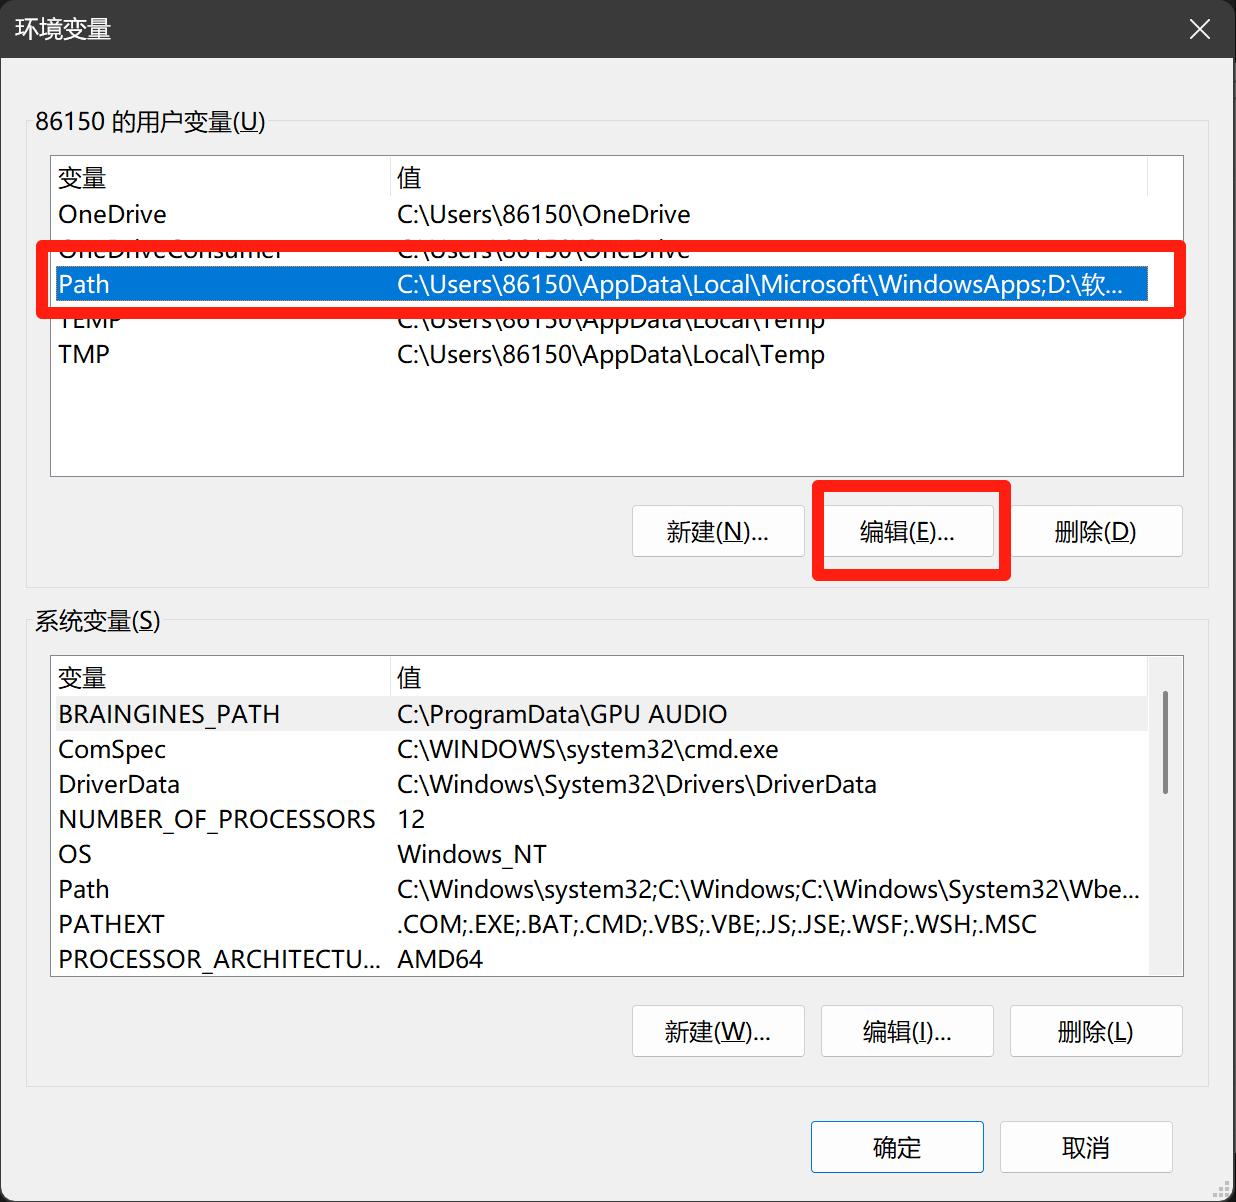 环境变量
86150 的用户变量(U)
变量 值
OneDrive C:\Users\86150\OneDrive
OneDriveConsumer C:\Users\86150\OneDrive
Path C:\Users\86150\AppData\Local\Microsoft\WindowsApps;D:\软...
TEMP C:\Users\86150\AppData\Local\Temp
TMP C:\Users\86150\AppData\Local\Temp
新建(N)... 编辑(E)... 删除(D)
系统变量(S)
变量 值
BRAINGINES_PATH C:\ProgramData\GPU AUDIO
ComSpec C:\WINDOWS\system32\cmd.exe
DriverData C:\Windows\System32\Drivers\DriverData
NUMBER_OF_PROCESSORS 12
OS Windows_NT
Path C:\Windows\system32;C:\Windows;C:\Windows\System32\Wbe...
PATHEXT .COM;.EXE;.BAT;.CMD;.VBS;.VBE;.JS;.JSE;.WSF;.WSH;.MSC
PROCESSOR_ARCHITECTU... AMD64
新建(W)... 编辑(I)... 删除(L)
确定 取消